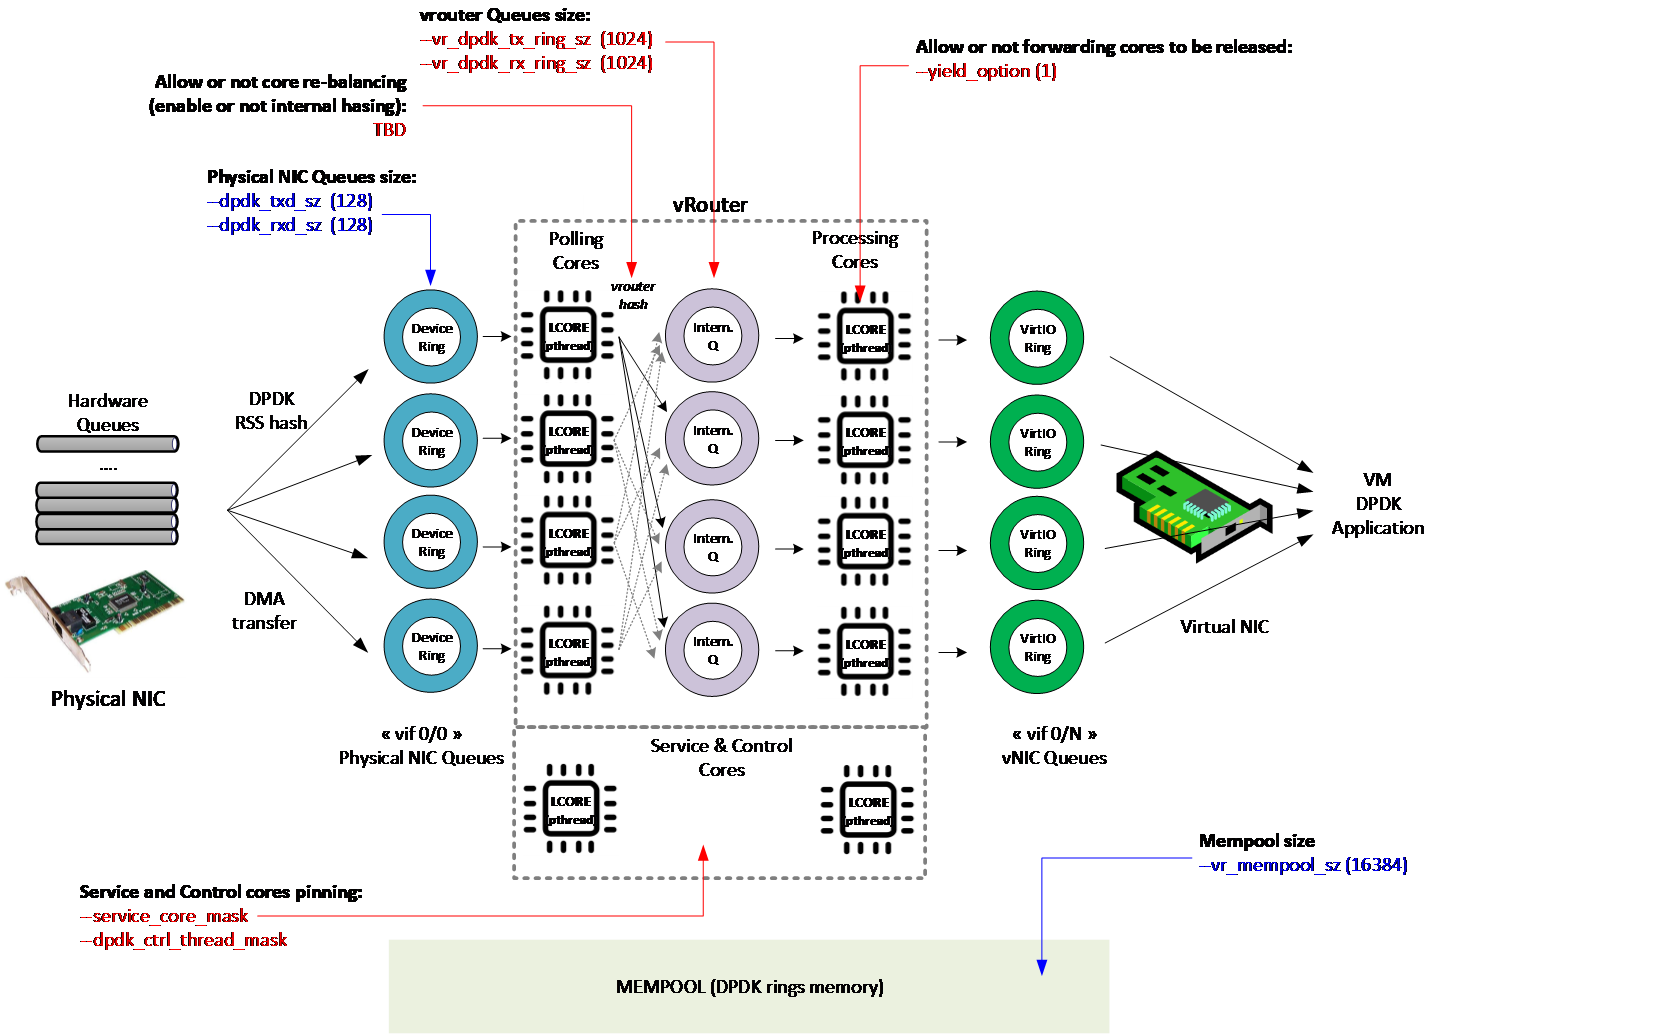 vrouter Queues size:
--vr_dpdk_tx_ring_sz (1024)
--vr_dpdk_rx_ring_sz (1024)
Allow or not forwarding cores to be released:
--yield_option (1)
Allow or not core re-balancing
(enable or not internal hasing):
TBD
Physical NIC Queues size:
--dpdk_txd_sz (128)
--dpdk_rxd_sz (128)
vRouter
Polling
Cores
Processing
Cores
vrouter
hash
Device
Ring
LCORE
(pthread)
Intern.
Q
LCORE
(pthread)
VirtIO
Ring
Hardware
Queues
....
DPDK
RSS hash
Device
Ring
LCORE
(pthread)
Intern.
Q
LCORE
(pthread)
VirtIO
Ring
Device
Ring
LCORE
(pthread)
Intern.
Q
LCORE
(pthread)
VirtIO
Ring
VM
DPDK
Application
DMA
transfer
Device
Ring
LCORE
(pthread)
Intern.
Q
LCORE
(pthread)
VirtIO
Ring
Virtual NIC
Physical NIC
« vif 0/0 »
Physical NIC Queues
« vif 0/N »
vNIC Queues
Service & Control
Cores
LCORE
(pthread)
LCORE
(pthread)
Mempool size
--vr_mempool_sz (16384)
Service and Control cores pinning:
--service_core_mask
--dpdk_ctrl_thread_mask
MEMPOOL (DPDK rings memory)